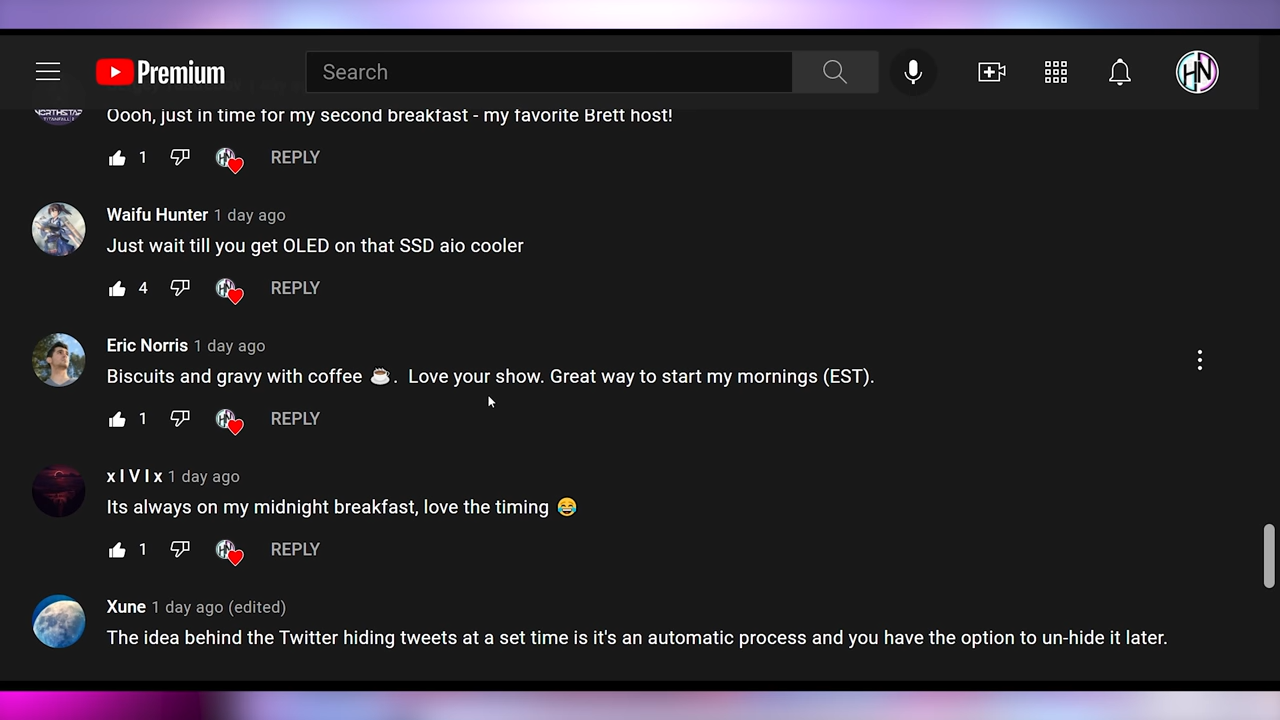 Premium
Search
HN
NORTHSTAR
TITANFALL 2
Oooh, just in time for my second breakfast - my favorite Brett host!
1
REPLY
Waifu Hunter 1 day ago
Just wait till you get OLED on that SSD aio cooler
4
REPLY
Eric Norris 1 day ago
Biscuits and gravy with coffee ☕. Love your show. Great way to start my mornings (EST).
1
REPLY
x I V I x 1 day ago
Its always on my midnight breakfast, love the timing 😂
1
REPLY
Xune 1 day ago (edited)
The idea behind the Twitter hiding tweets at a set time is it's an automatic process and you have the option to un-hide it later.